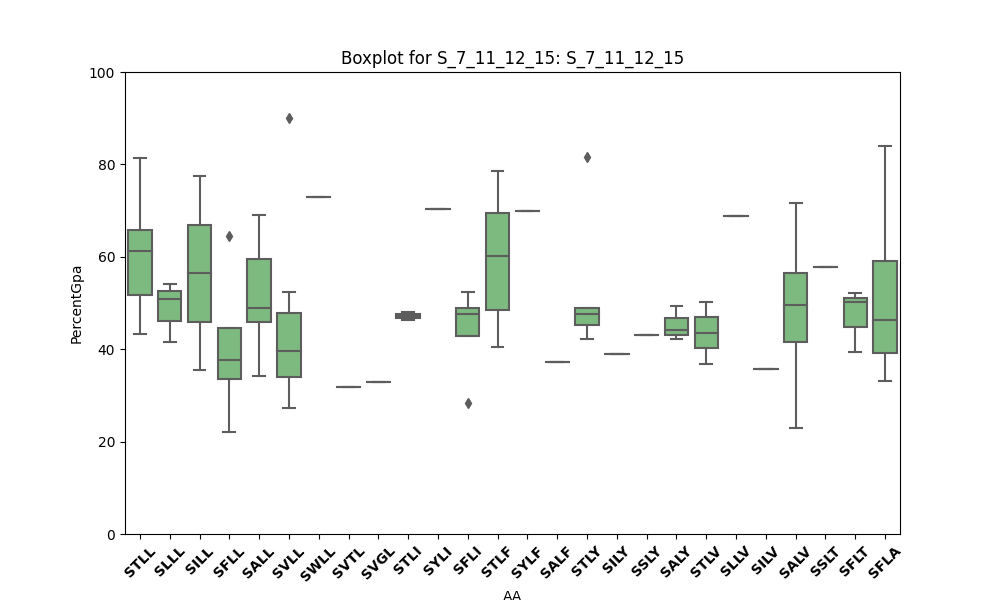 Boxplot for S_7_11_12_15: S_7_11_12_15
100
80
60
40
20
0
PercentGpa
STLL SLLL SILL SFLL SALL SVLL SWLL SVTL SVGL STLI SYLI SFLI STLF SYLF SALF STLY SILY SSLY SALY STLV SLLV SILV SALV SSLT SFLT SFLA
AA